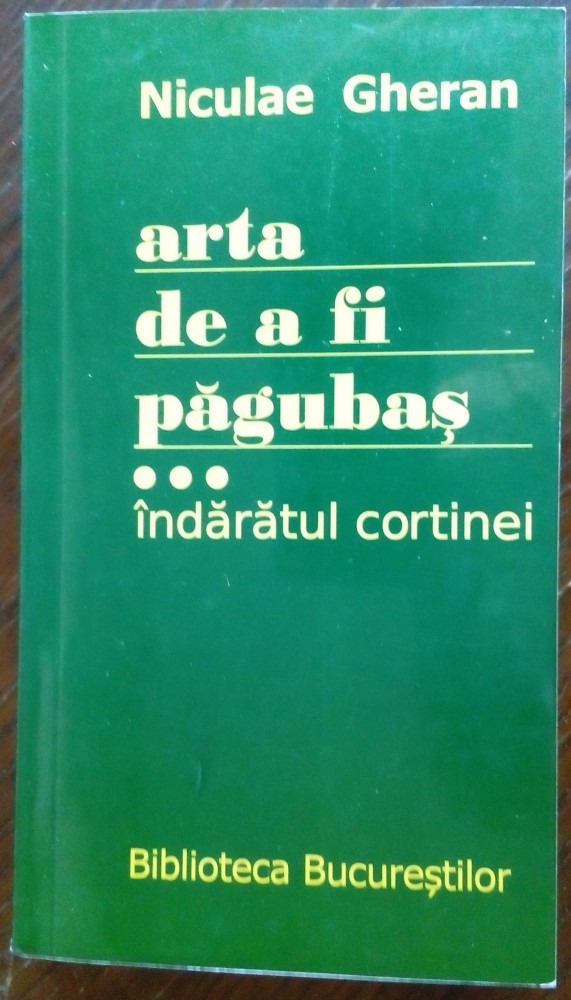 Niculae Gheran
arta
de a fi
păgubaş
●●●
îndărătul cortinei
Biblioteca Bucureştilor